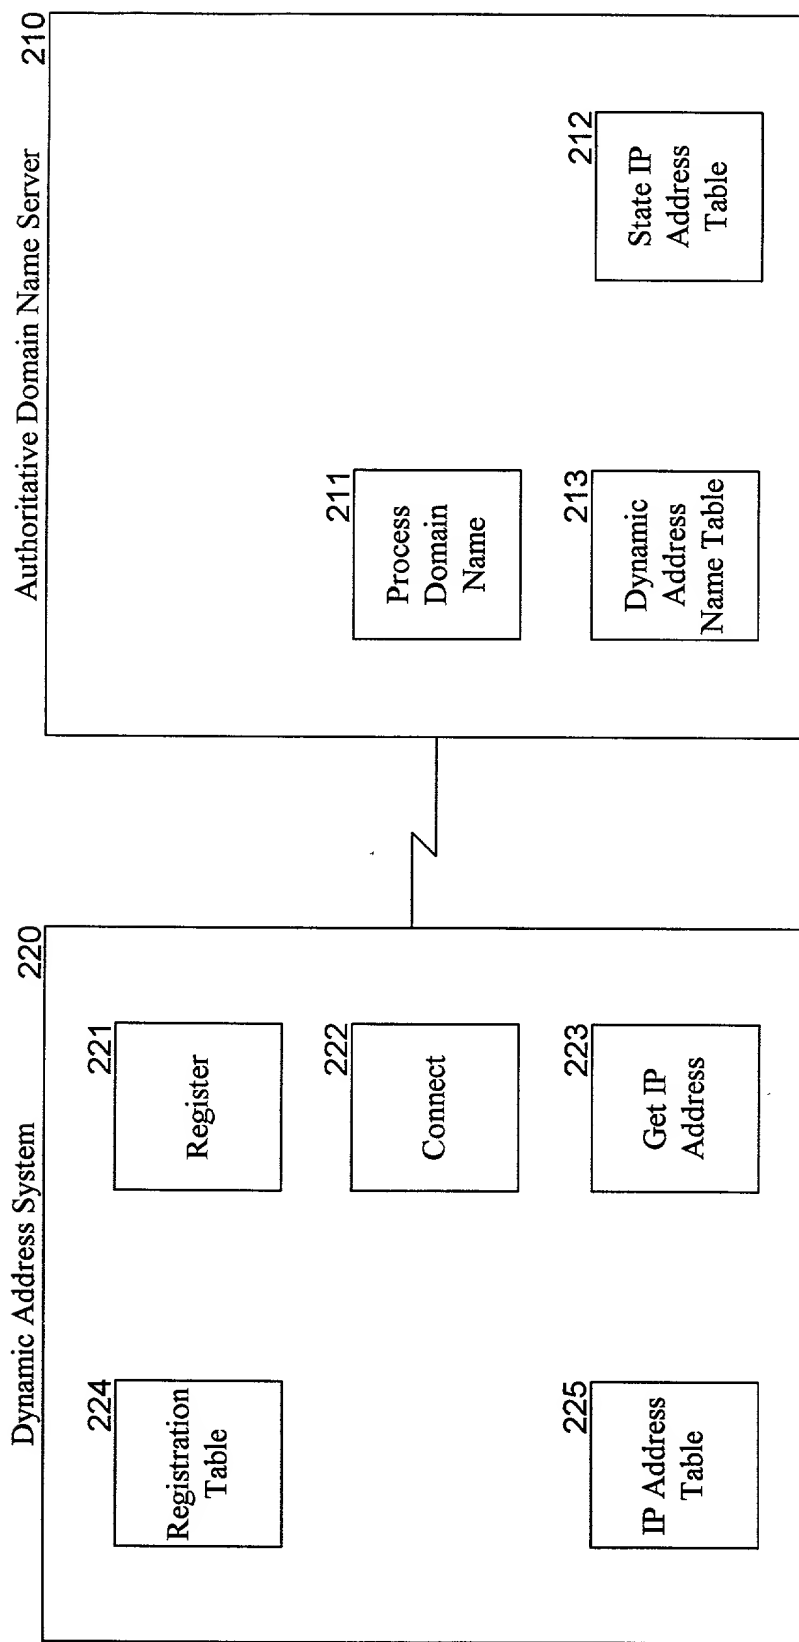 Dynamic Address System
220
224
Registration
Table
221
Register
222
Connect
225
IP Address
Table
223
Get IP
Address
Authoritative Domain Name Server
210
211
Process
Domain
Name
213
Dynamic
Address
Name Table
212
State IP
Address
Table